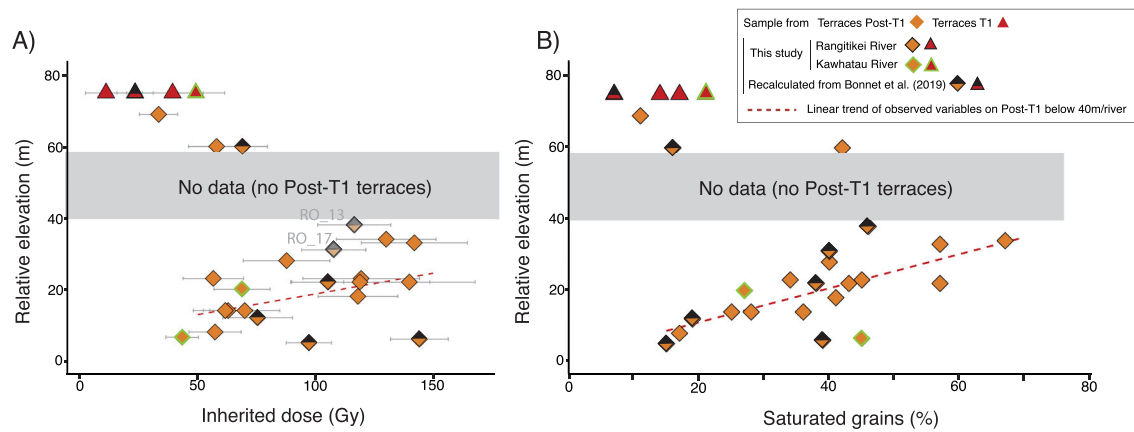 A)
Relative elevation (m)
80
60
40
20
0
No data (no Post-T1 terraces)
RO_13
RO_17
0 50 100 150
Inherited dose (Gy)
B)
Sample from Terraces Post-T1 Terraces T1
This study
Rangitikei River
Kawhatau River
Recalculated from Bonnet et al. (2019)
Linear trend of observed variables on Post-T1 below 40m/river
Relative elevation (m)
80
60
40
20
0
No data (no Post-T1 terraces)
0 20 40 60 80
Saturated grains (%)